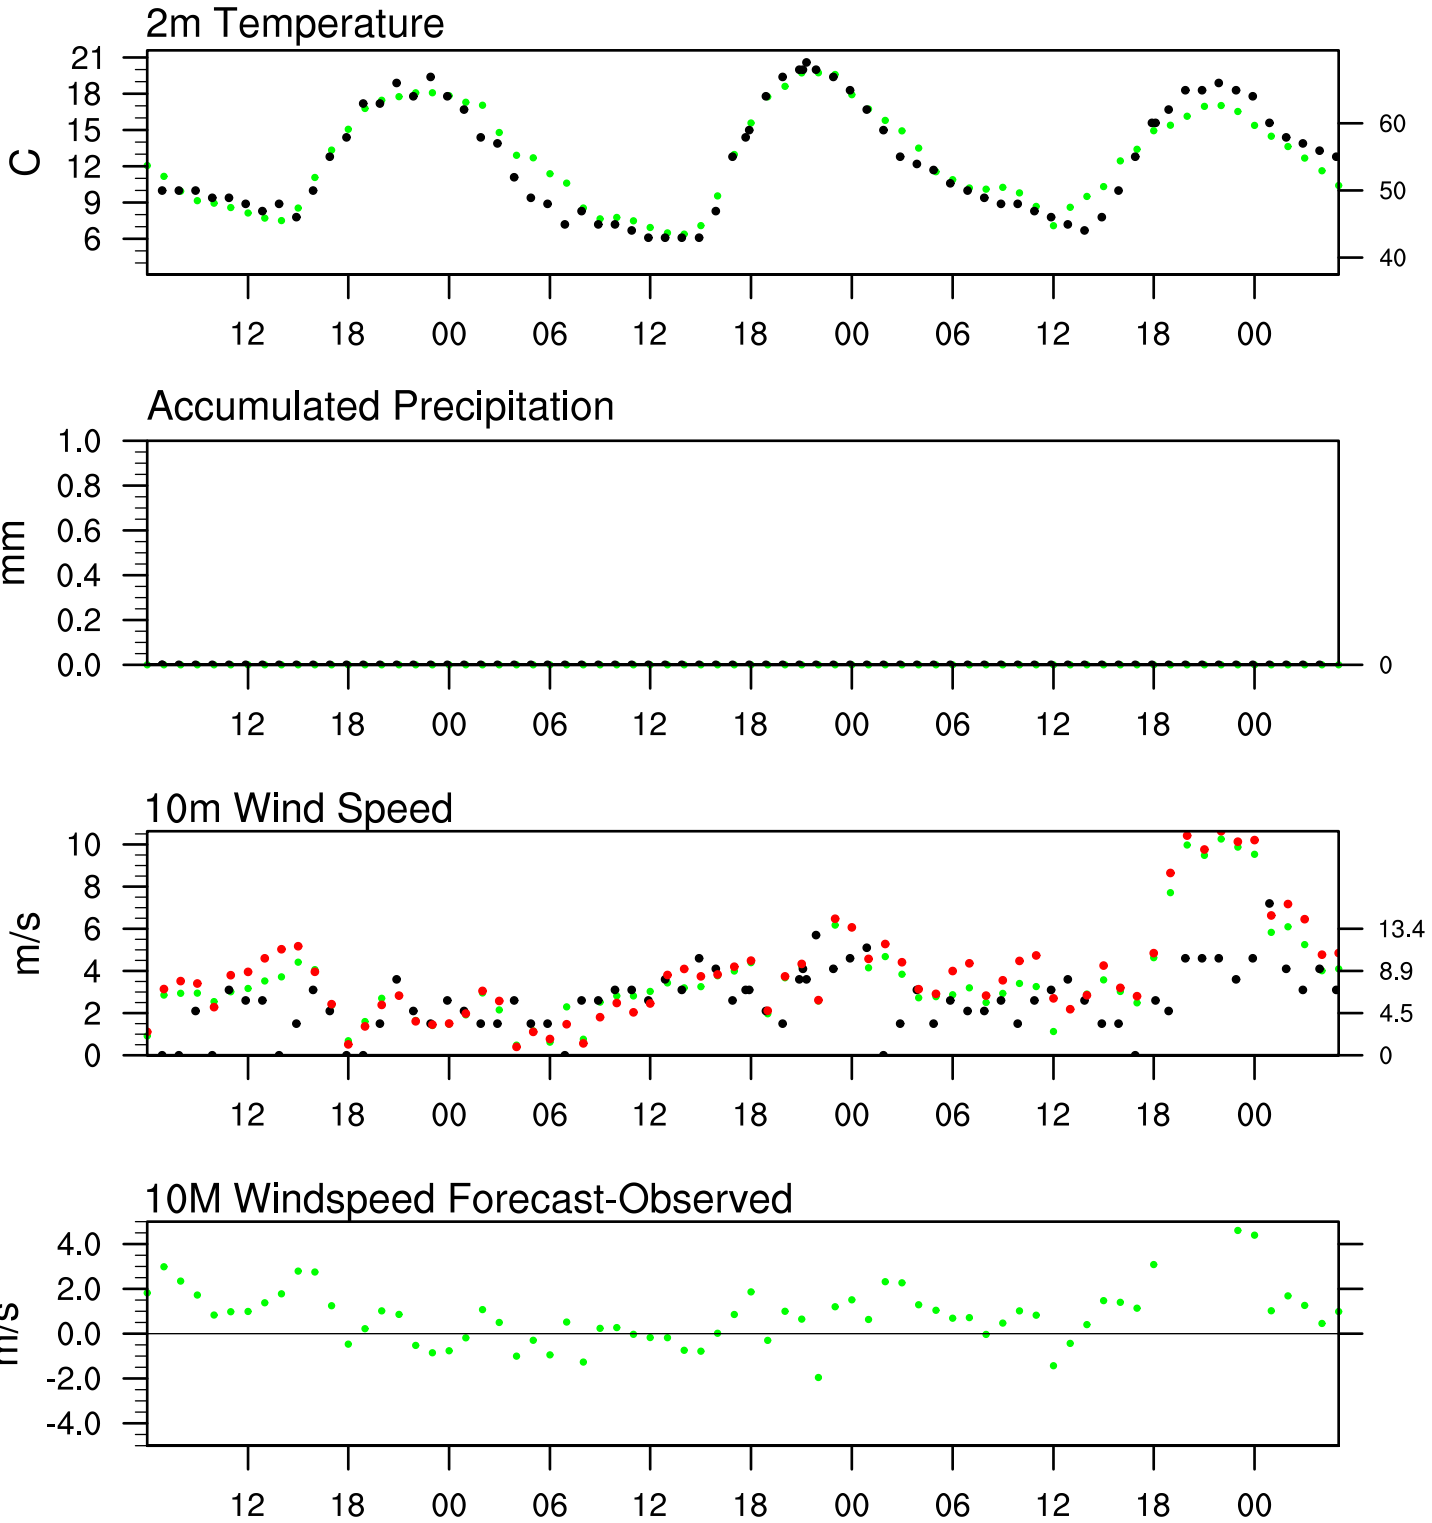 2m Temperature
21
18
15
12
9
6
C
60
50
40
12 18 00 06 12 18 00 06 12 18 00
Accumulated Precipitation
1.0
0.8
0.6
0.4
0.2
0.0
mm
0
12 18 00 06 12 18 00 06 12 18 00
10m Wind Speed
10
8
6
4
2
0
m/s
13.4
8.9
4.5
0
12 18 00 06 12 18 00 06 12 18 00
10M Windspeed Forecast-Observed
4.0
2.0
0.0
-2.0
-4.0
m/s
12 18 00 06 12 18 00 06 12 18 00